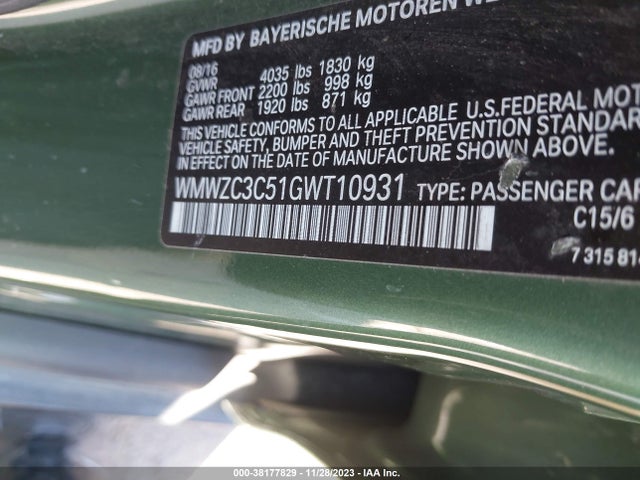 MFD BY BAYERISCHE MOTOREN WE
08/16
GVWR 4035 lbs 1830 kg
GAWR FRONT 2200 lbs 998 kg
GAWR REAR 1920 lbs 871 kg
THIS VEHICLE CONFORMS TO ALL APPLICABLE U.S.FEDERAL MOT
VEHICLE SAFETY, BUMPER AND THEFT PREVENTION STANDARD
IN EFFECT ON THE DATE OF MANUFACTURE SHOWN ABOVE.
WMWZC3C51GWT10931 TYPE: PASSENGER CAR
C15/6
7 315 814
000-38177829 | 11/28/2023 | IAA Inc.